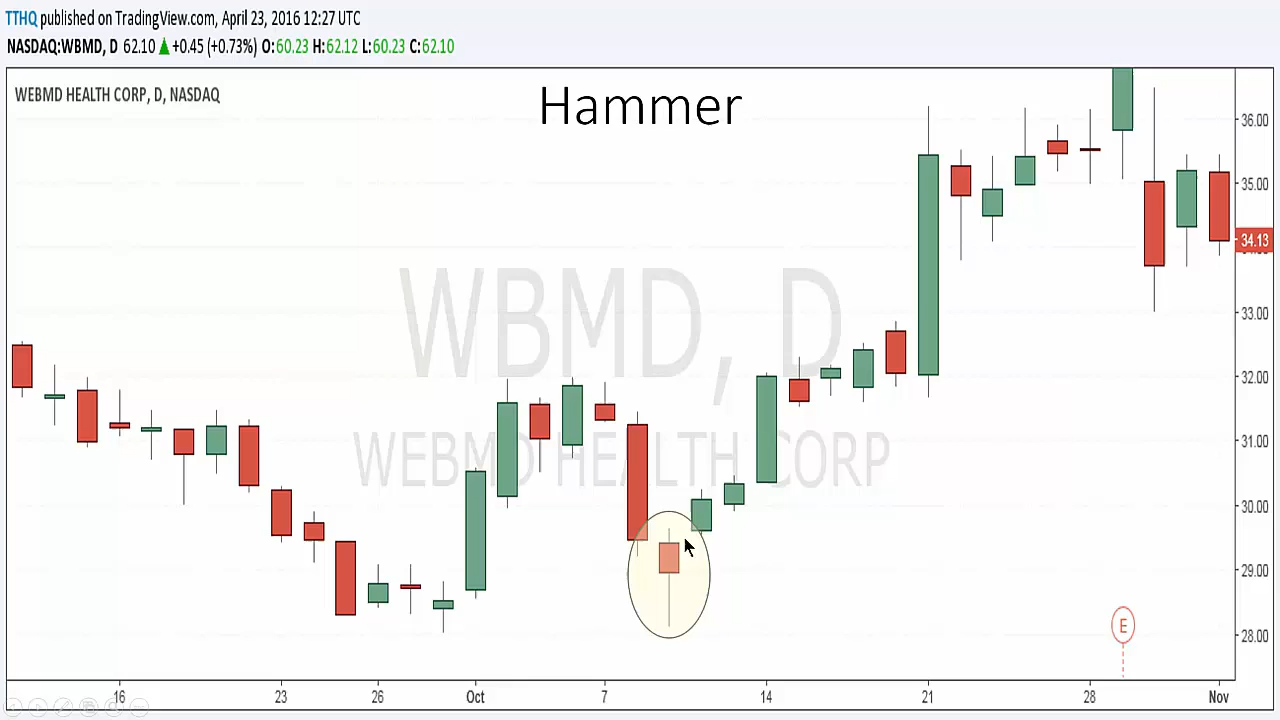 TTHQ published on TradingView.com, April 23, 2016 12:27 UTC
NASDAQ:WBMD, D 62.10 ▲ +0.45 (+0.73%) O:60.23 H:62.12 L:60.23 C:62.10
WEBMD HEALTH CORP, D, NASDAQ
Hammer
36.00
35.00
34.13
33.00
WBMD, D
32.00
31.00
WEBMD HEALTH CORP
30.00
29.00
28.00
E
16 23 26 Oct 7 14 21 28 Nov